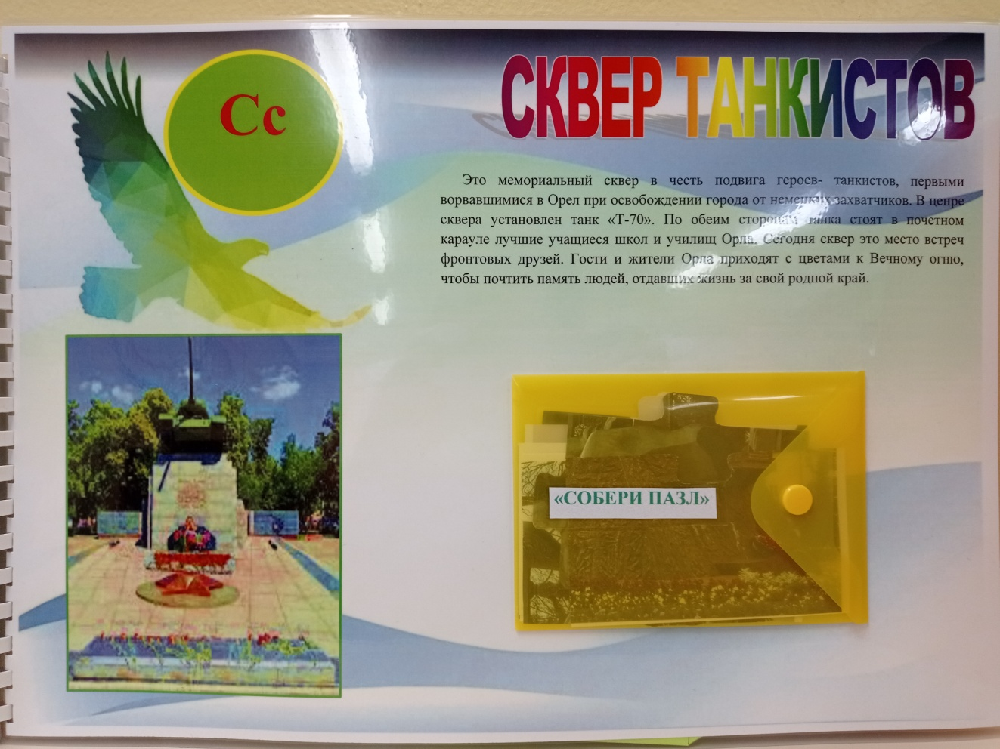 Сс
СКВЕР ТАНКИСТОВ
Это мемориальный сквер в честь подвига героев- танкистов, первыми
ворвавшимися в Орел при освобождении города от немецких захватчиков. В ценре
сквера установлен танк «Т-70». По обеим сторонам танка стоят в почетном
карауле лучшие учащиеся школ и училищ Орла. Сегодня сквер это место встреч
фронтовых друзей. Гости и жители Орла приходят с цветами к Вечному огню,
чтобы почтить память людей, отдавших жизнь за свой родной край.
«СОБЕРИ ПАЗЛ»